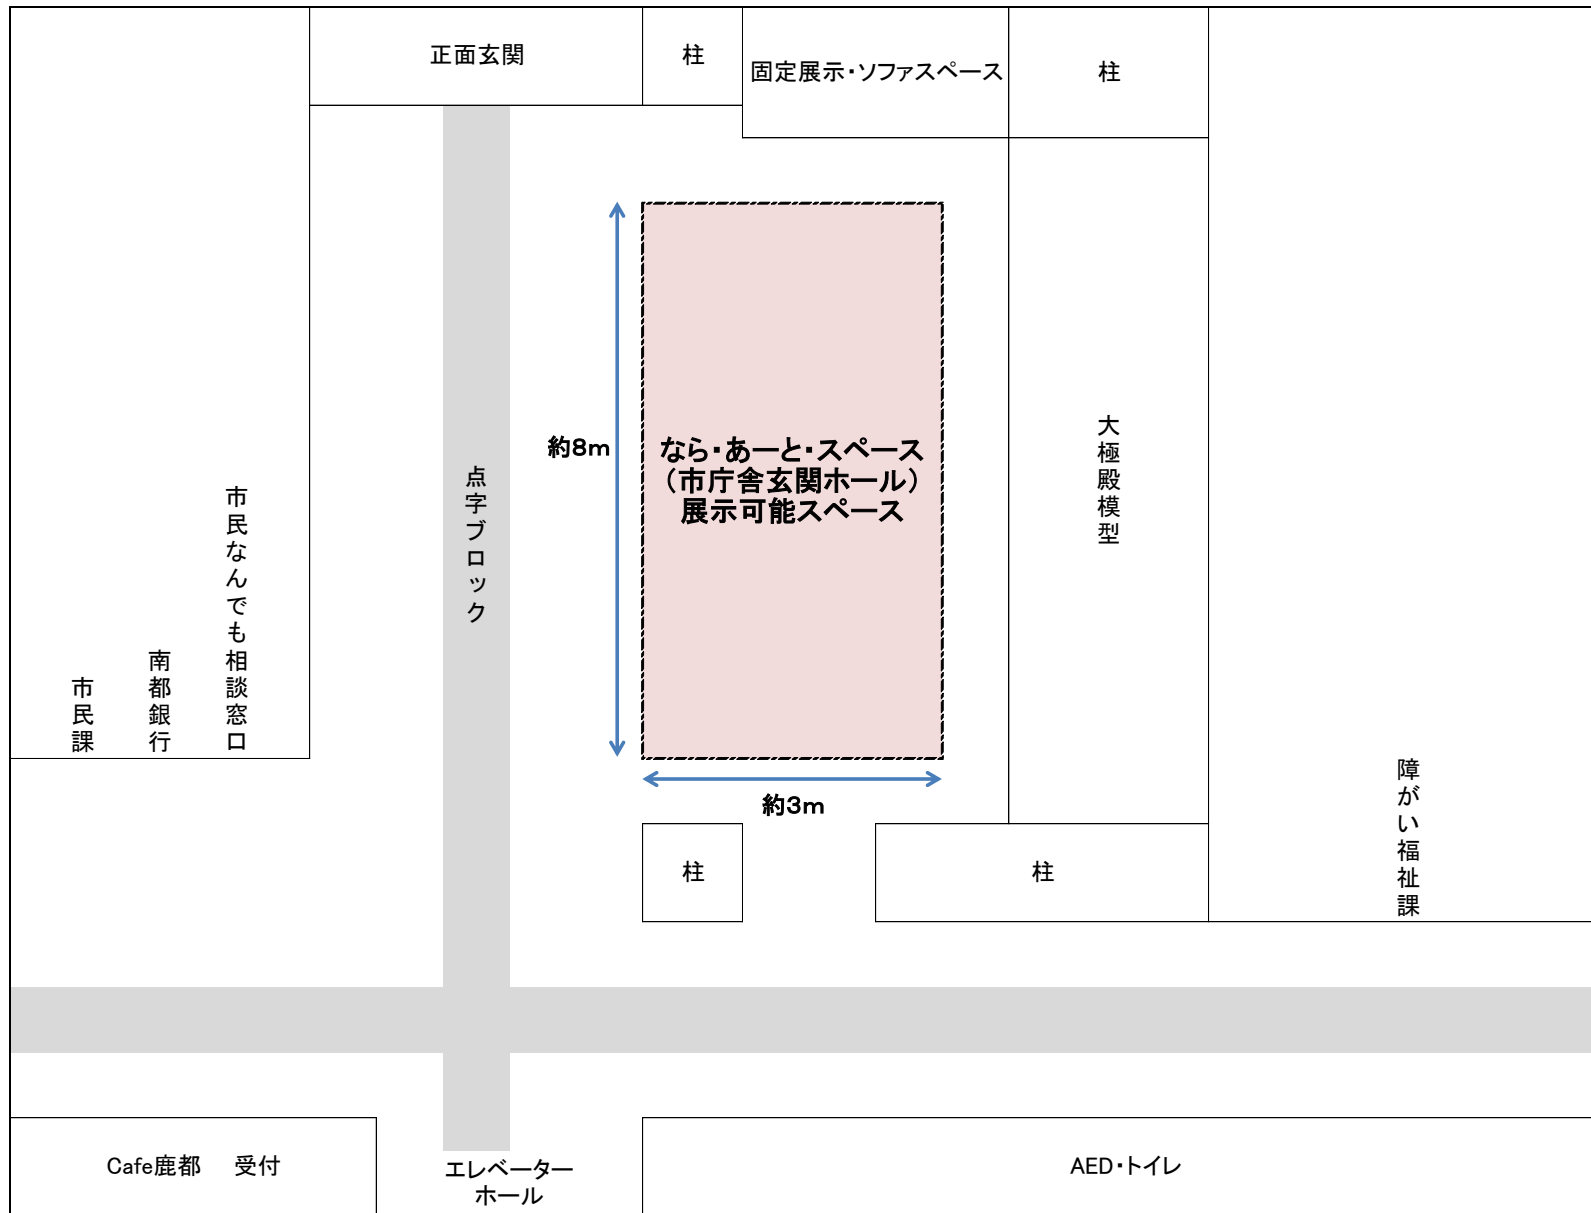 正面玄関
柱
固定展示・ソファスペース
柱
約8m
なら・あーと・スペース
（市庁舎玄関ホール）
展示可能スペース
点字ブロック
大極殿模型
市民なんでも相談窓口
南都銀行
市民課
約3m
障がい福祉課
柱
柱
Cafe鹿都　受付
エレベーター
ホール
AED・トイレ